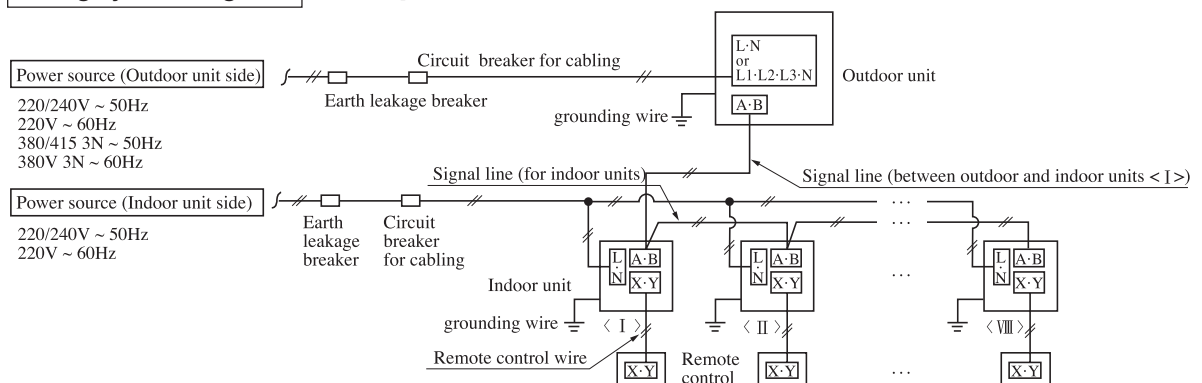 Circuit breaker for cabling
Power source (Outdoor unit side)
Earth leakage breaker
220/240V ~ 50Hz
220V ~ 60Hz
380/415 3N ~ 50Hz
380V 3N ~ 60Hz
L·N
or
L1·L2·L3·N
Outdoor unit
A·B
grounding wire
Signal line (for indoor units)
Signal line (between outdoor and indoor units < I >)
Power source (Indoor unit side)
220/240V ~ 50Hz
220V ~ 60Hz
Earth
leakage
breaker
Circuit
breaker
for cabling
Indoor unit
L·N
A·B
X·Y
L·N
A·B
X·Y
...
...
...
L·N
A·B
X·Y
grounding wire
〈 I 〉
〈 II 〉
〈 VIII 〉
Remote control wire
Remote
control
X·Y
X·Y
...
X·Y